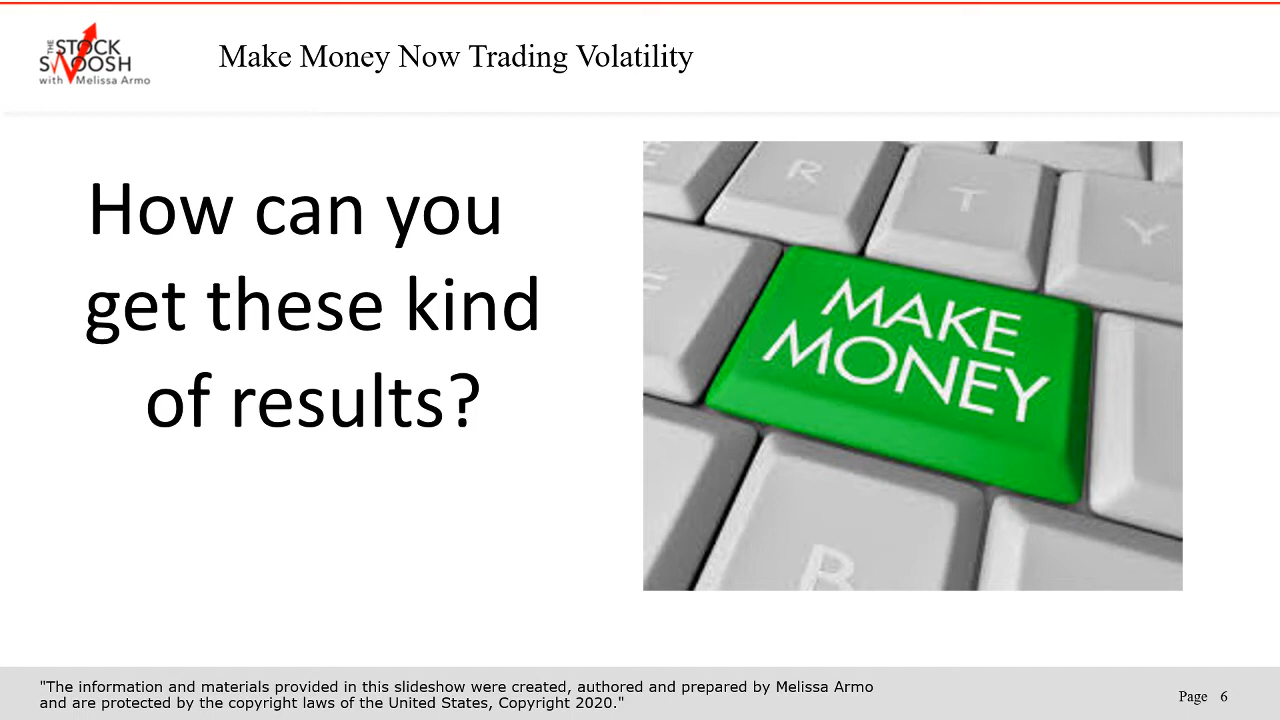 THE
STOCK
SWOOSH
with Melissa Armo
Make Money Now Trading Volatility
How can you
get these kind
of results?
R
T
Y
F
MAKE
MONEY
B
"The information and materials provided in this slideshow were created, authored and prepared by Melissa Armo
and are protected by the copyright laws of the United States, Copyright 2020."
Page 6